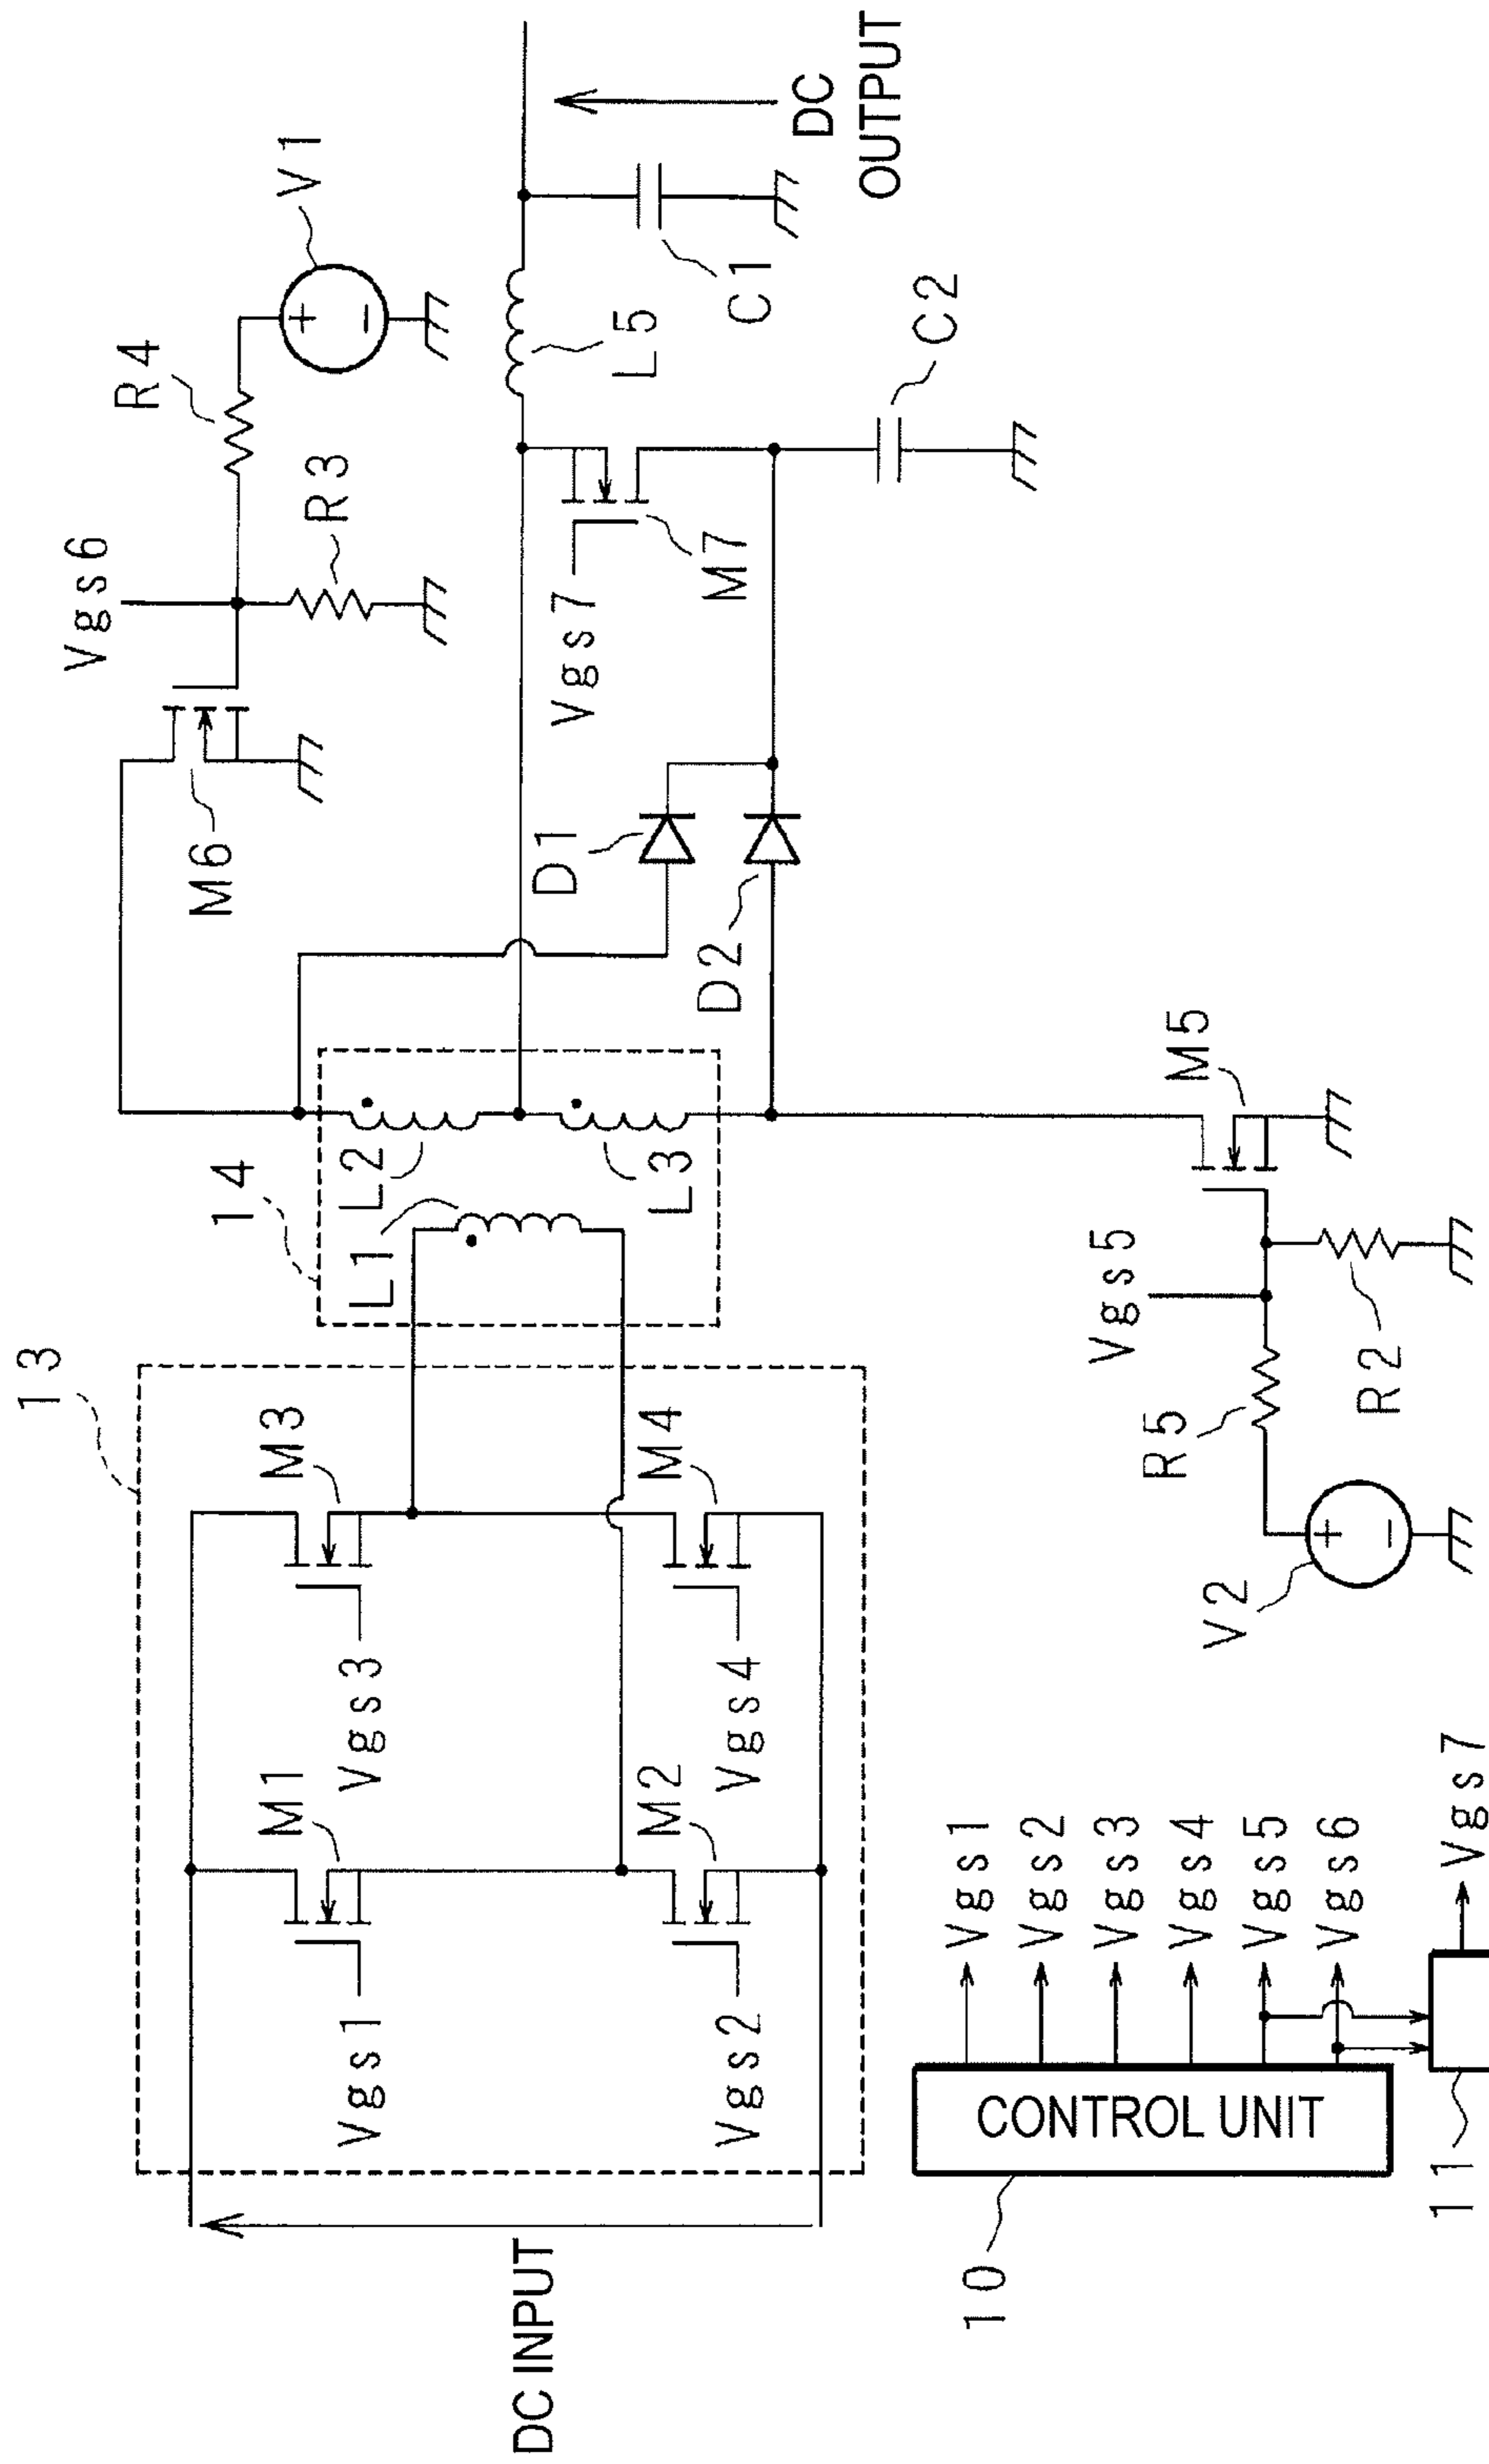 13
14
DC INPUT
M1
M3
Vgs1
Vgs3
M2
M4
Vgs2
Vgs4
L1
L2
L3
M6
Vgs6
R4
R3
V1
D1
D2
Vgs7
M7
L5
C1
C2
DC
OUTPUT
M5
Vgs5
R5
R2
V2
10
CONTROL UNIT
Vgs1
Vgs2
Vgs3
Vgs4
Vgs5
Vgs6
11
Vgs7
+
−
+
−